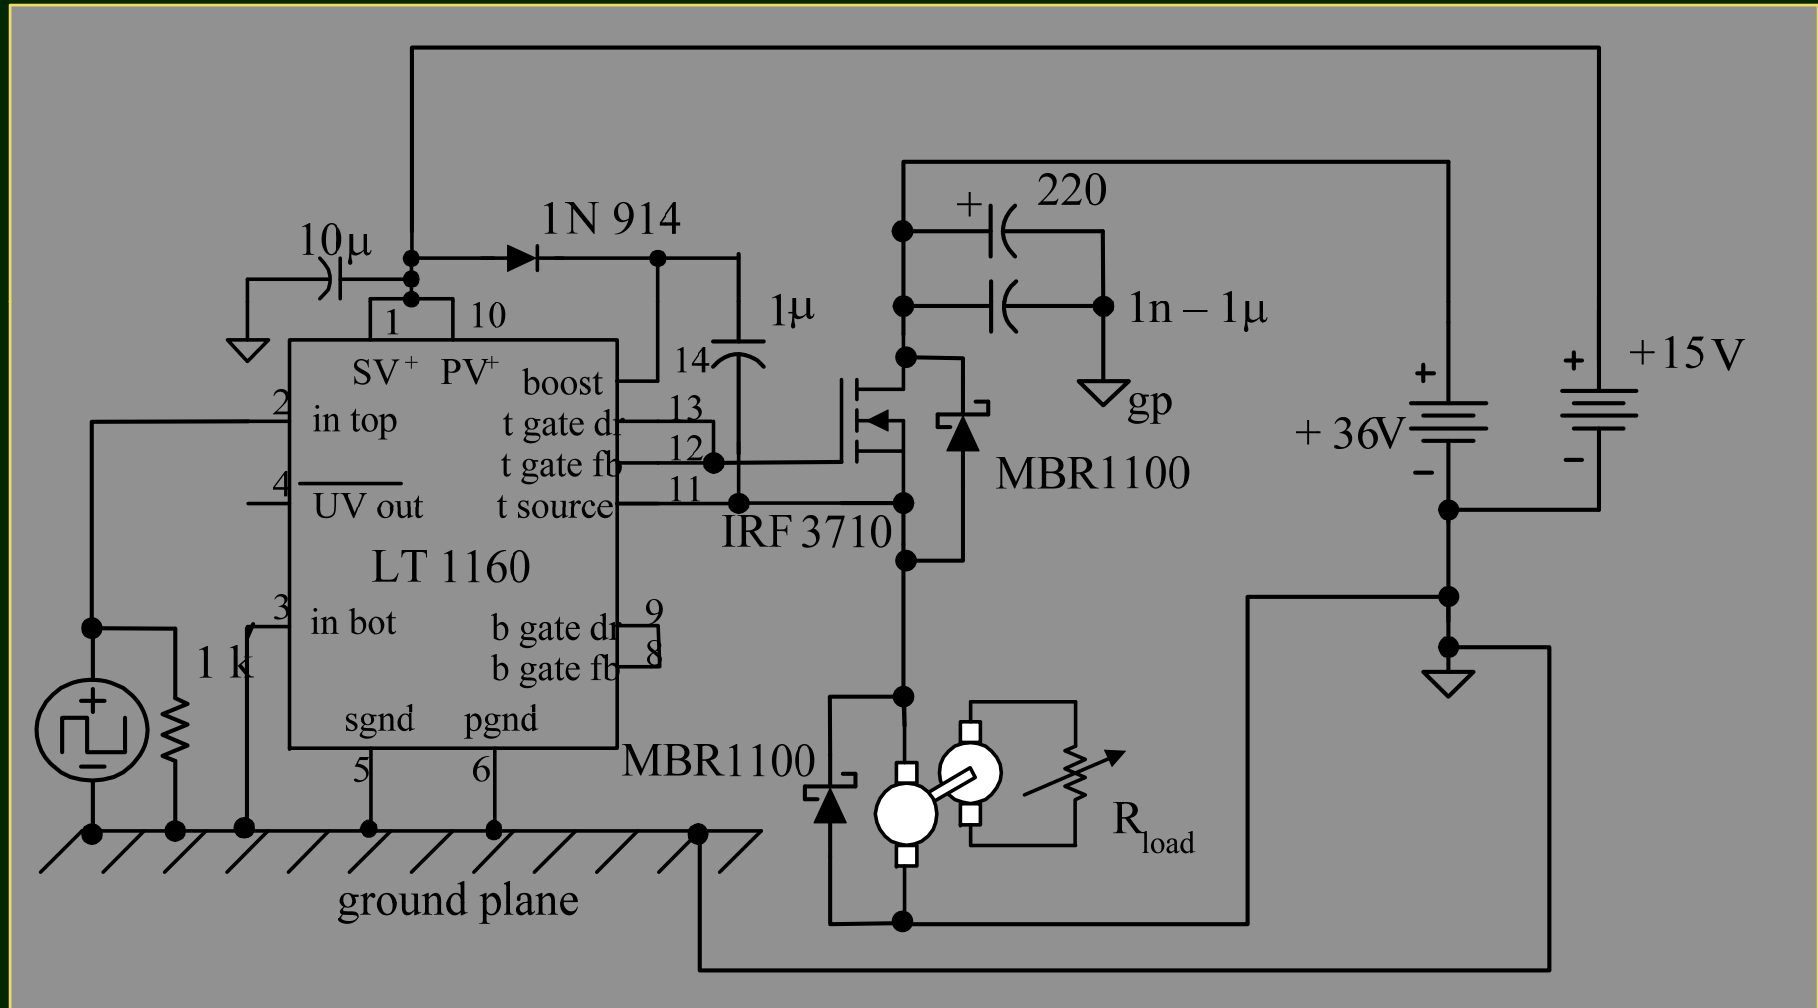 220
1N 914
10μ
+
1n – 1μ
1μ
1
10
+15V
14
SV+ PV+
boost
+
+
2
in top
13
t gate dr
gp
+ 36V
12
t gate fb
MBR1100
–
–
4
UV out
11
t source
IRF 3710
LT 1160
3
in bot
9
b gate dr
1 k
8
b gate fb
+
–
sgnd
pgnd
5
6
MBR1100
Rload
ground plane